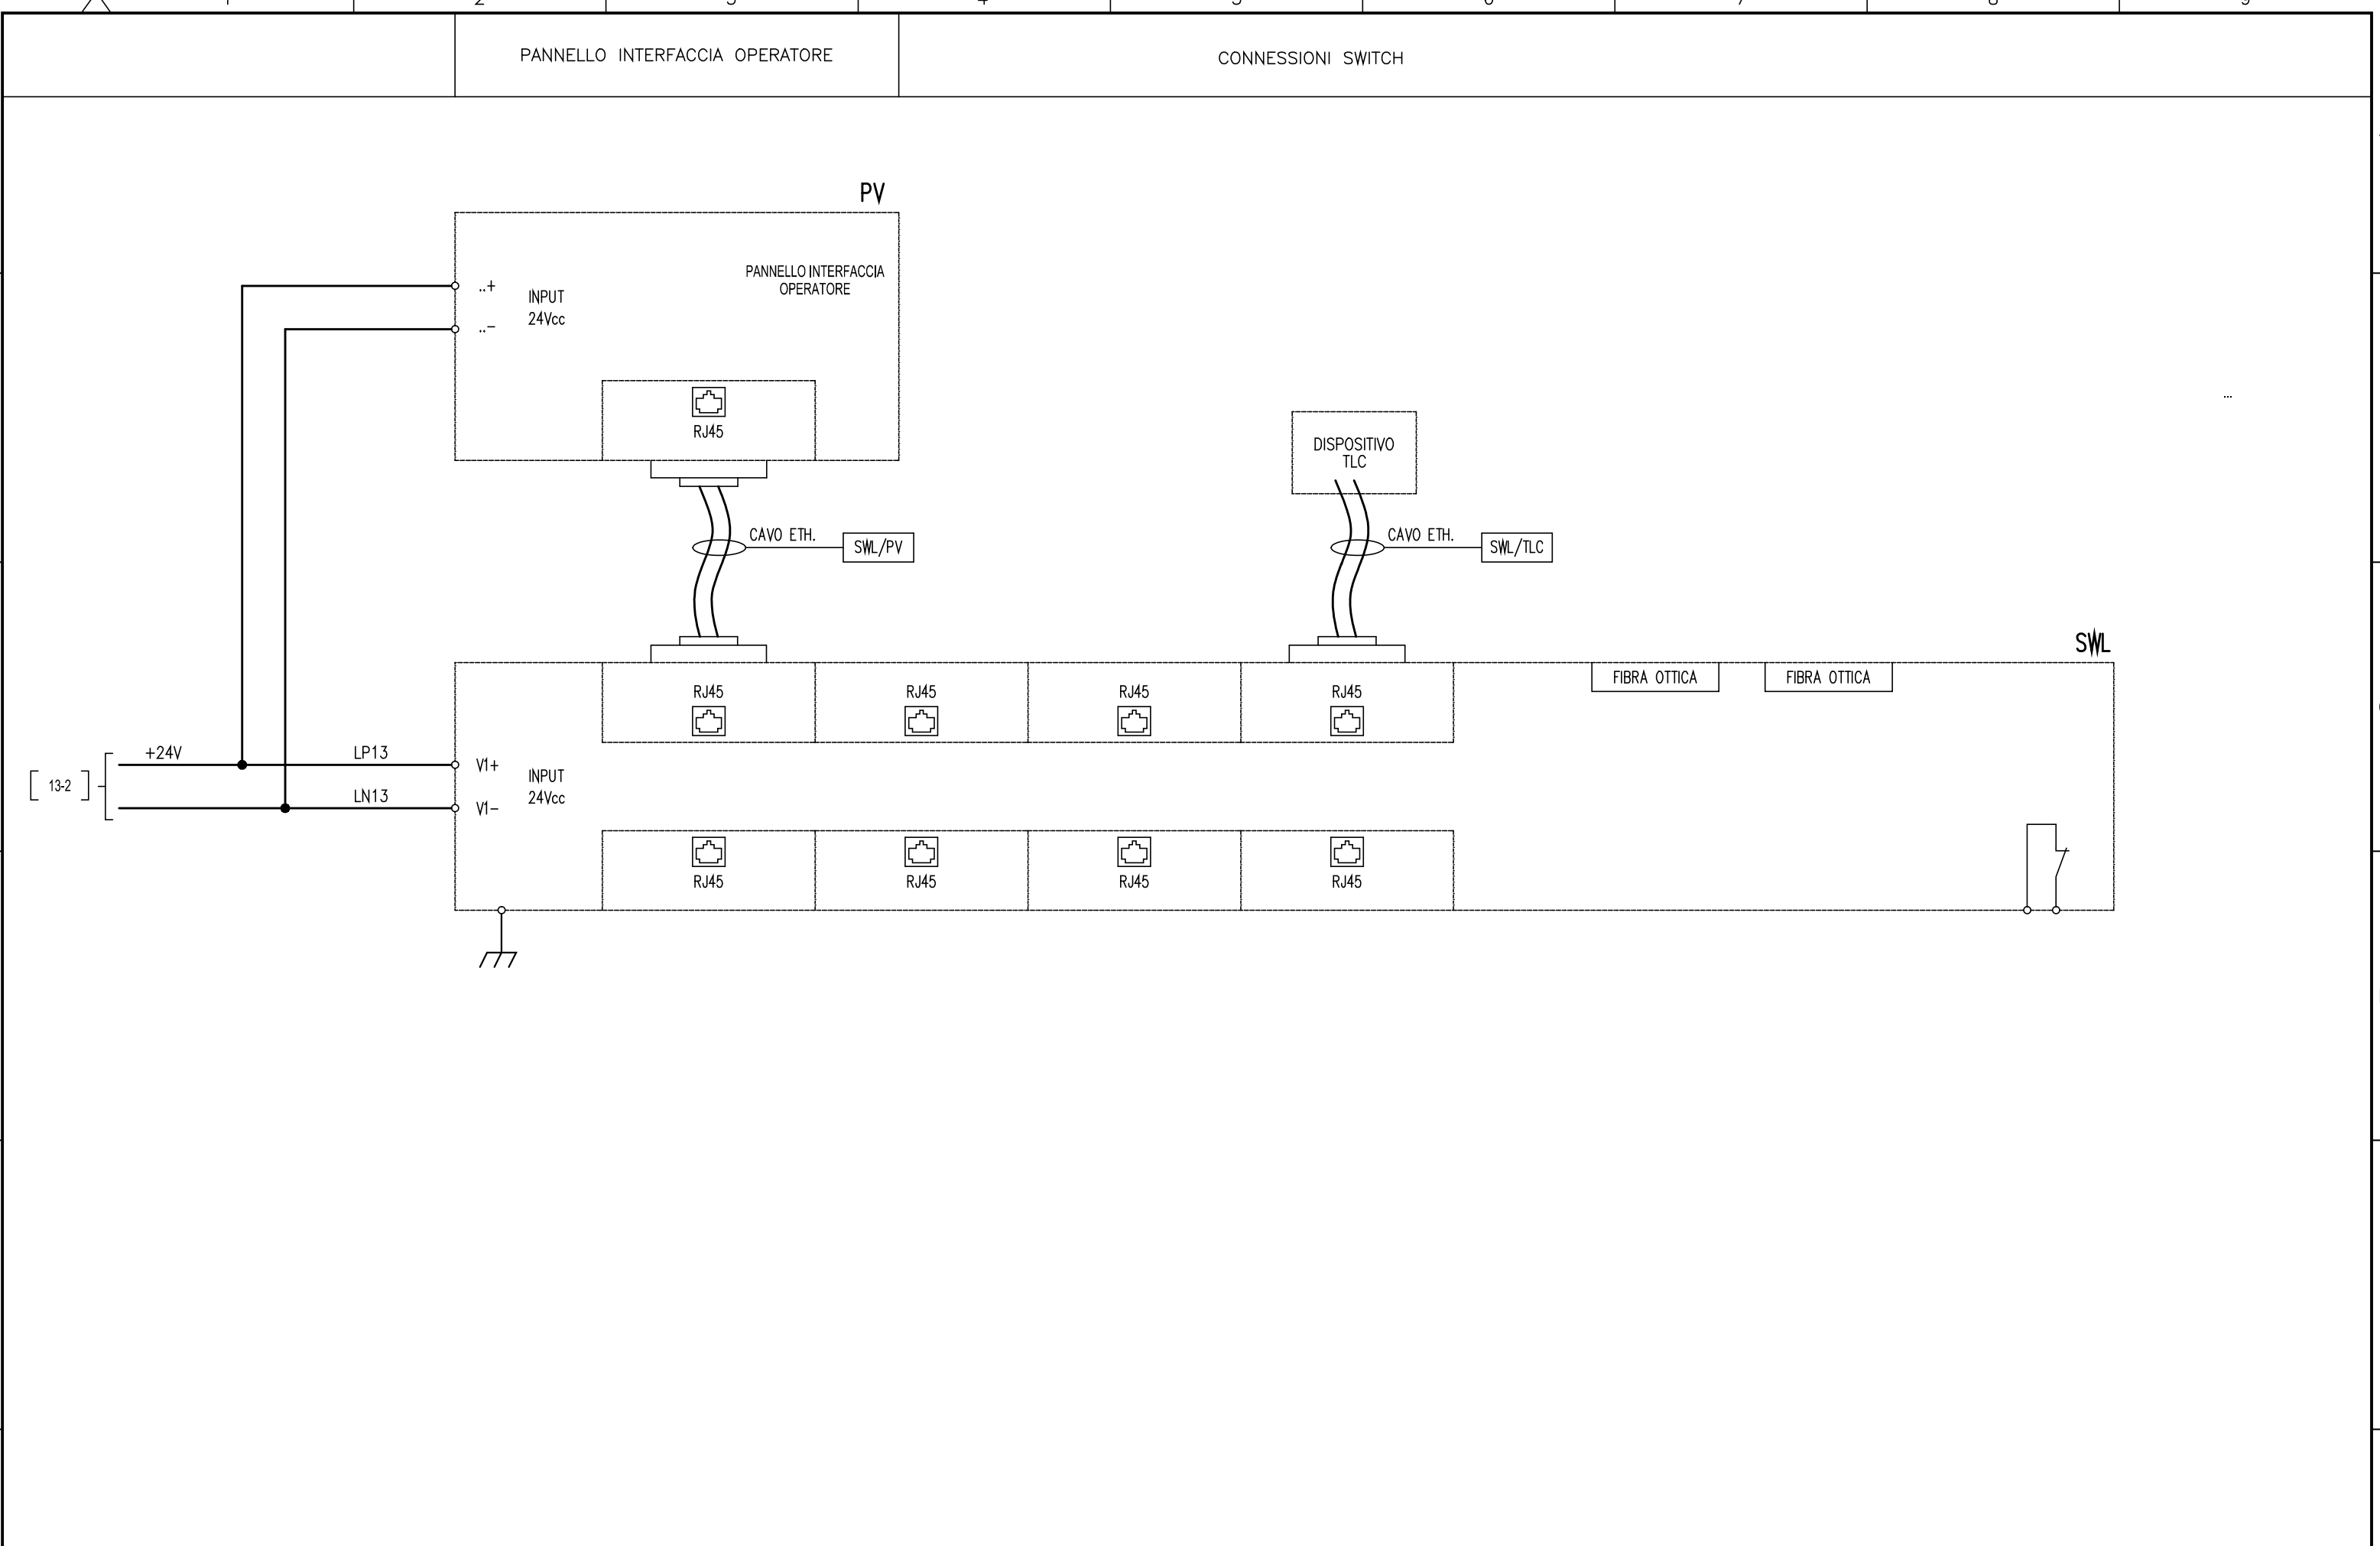 PANNELLO INTERFACCIA OPERATORE
CONNESSIONI SWITCH
PV
PANNELLO INTERFACCIA
OPERATORE
..+
INPUT
24Vcc
..-
RJ45
...
DISPOSITIVO
TLC
CAVO ETH.
SWL/PV
CAVO ETH.
SWL/TLC
SWL
RJ45
RJ45
RJ45
RJ45
FIBRA OTTICA
FIBRA OTTICA
+24V
LP13
V1+
INPUT
24Vcc
13-2
LN13
V1-
RJ45
RJ45
RJ45
RJ45